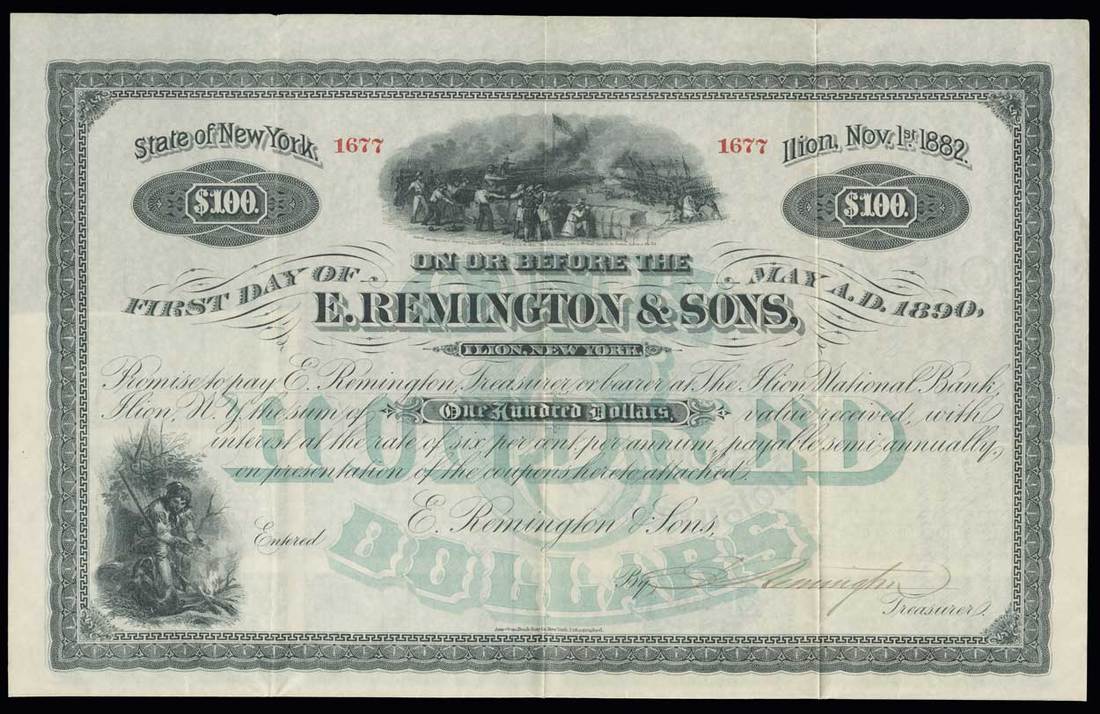 State of New York.
1677
1677
Ilion, Nov. 1st 1882.
$100.
$100.
ON OR BEFORE THE
FIRST DAY OF
MAY A.D. 1890,
E. REMINGTON & SONS,
ILION, NEW YORK.
Promise to pay E. Remington, Treasurer, or bearer at The Ilion National Bank,
Ilion, N.Y. the sum of One Hundred Dollars, value received, with
interest at the rate of six per cent, per annum, payable semi-annually,
on presentation of the coupons hereto attached.
HUNDRED
DOLLARS
Entered
E. Remington & Sons,
By Remington
Treasurer.